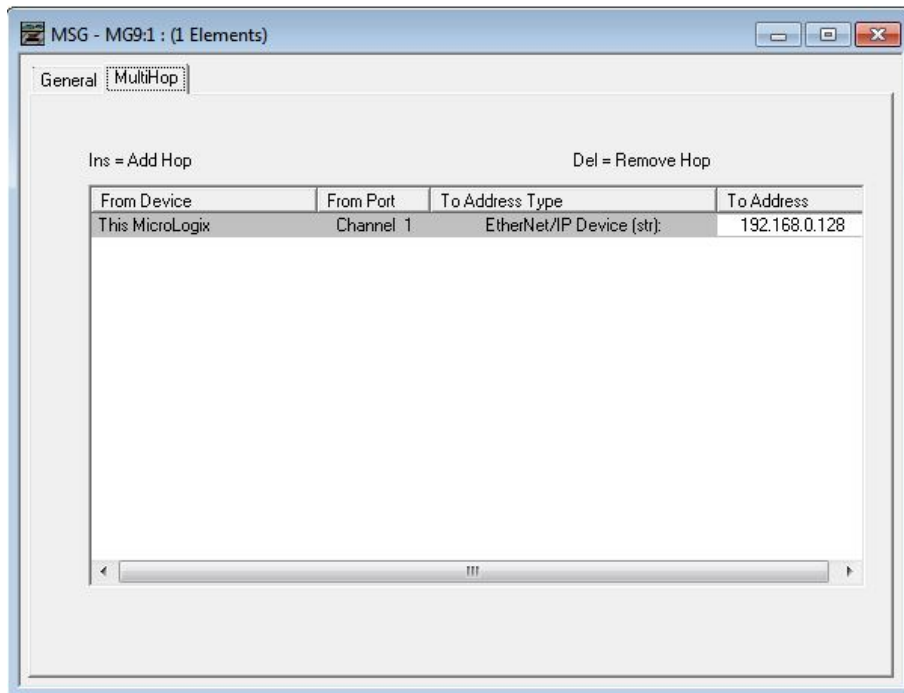 MSG - MG9:1 : (1 Elements)
General MultiHop
Ins = Add Hop Del = Remove Hop
From Device From Port To Address Type To Address
This MicroLogix Channel 1 EtherNet/IP Device (str): 192.168.0.128